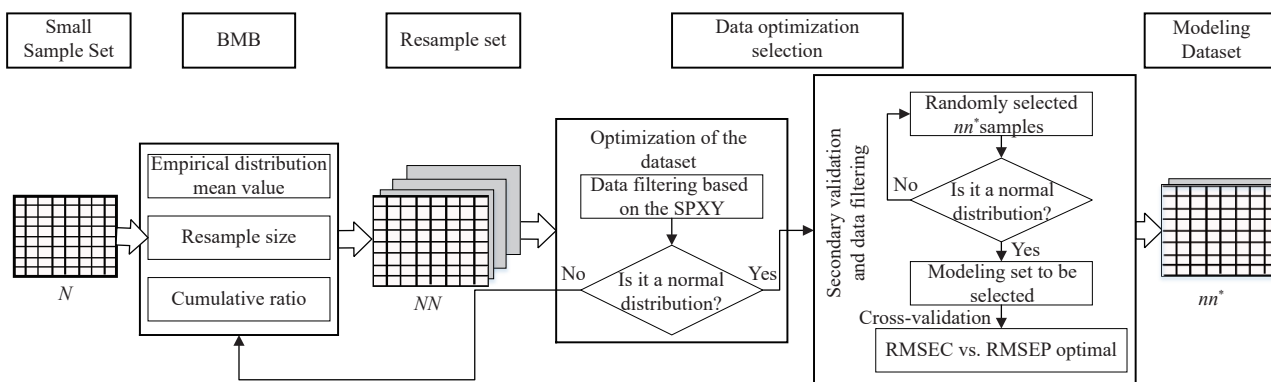 Small
Sample Set
BMB
Resample set
Data optimization
selection
Modeling
Dataset
Empirical distribution
mean value
Resample size
Cumulative ratio
N
NN
Optimization of the
dataset
Data filtering based
on the SPXY
Is it a normal
distribution?
No
Yes
Secondary validation
and data filtering
Randomly selected
nn* samples
Is it a normal
distribution?
No
Yes
Modeling set to be
selected
Cross-validation
RMSEC vs. RMSEP optimal
nn*